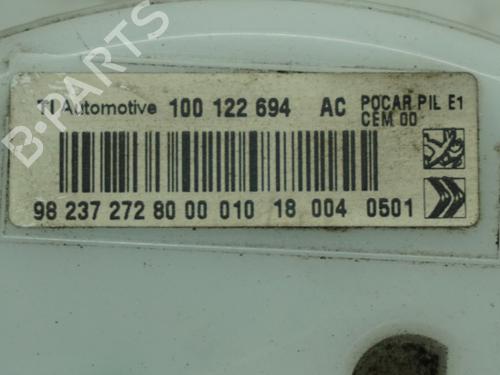 TI Automotive 100 122 694 AC POCAR PIL E1
CEM 00
98 237 272 80 00 010 18 004 0501
B-PARTS